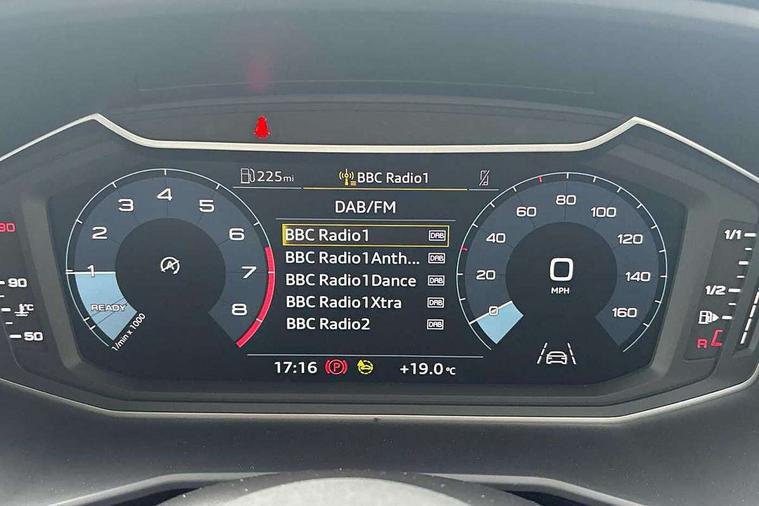 225mi
BBC Radio1
DAB/FM
BBC Radio1 DAB
BBC Radio1Anth... DAB
BBC Radio1Dance DAB
BBC Radio1Xtra DAB
BBC Radio2 DAB
17:16 P +19.0°C
1 2 3 4 5 6 7 8
READY
1/min x 1000
A
0 20 40 60 80 100 120 140 160
0
MPH
90
90
°C
50
1/1
1/2
R